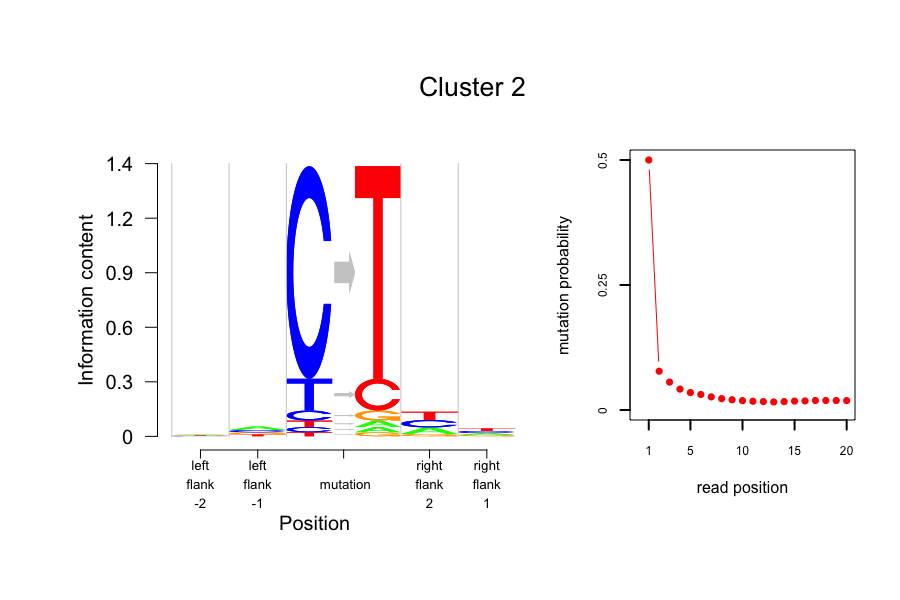 Cluster 2
Information content
1.4
1.2
0.9
0.6
0.3
0
C T
T C
C G
T A
C A
T G
left flank -2
left flank -1
mutation
right flank 2
right flank 1
Position
mutation probability
0.5
0.25
0
1 5 10 15 20
read position